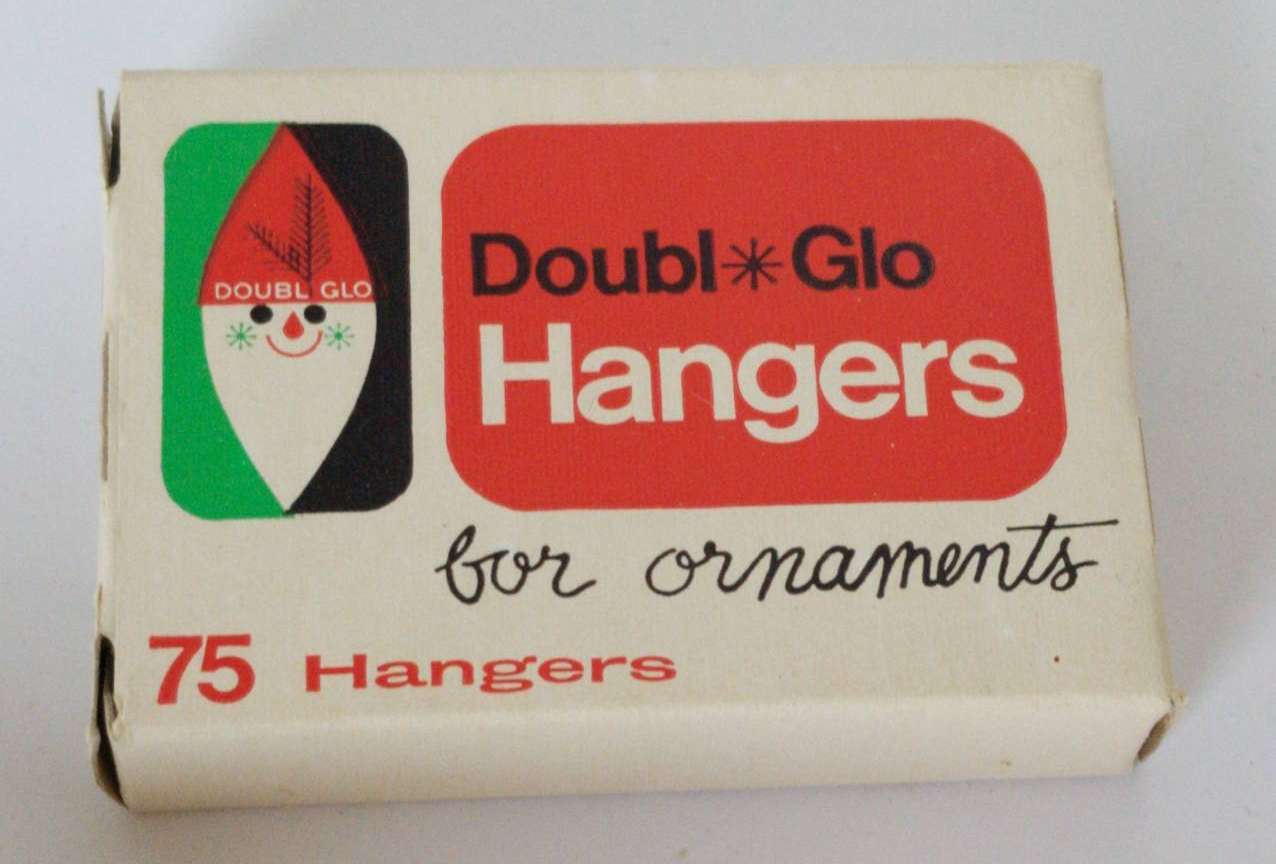 DOUBL GLO
Doubl*Glo
Hangers
for ornaments
75 Hangers